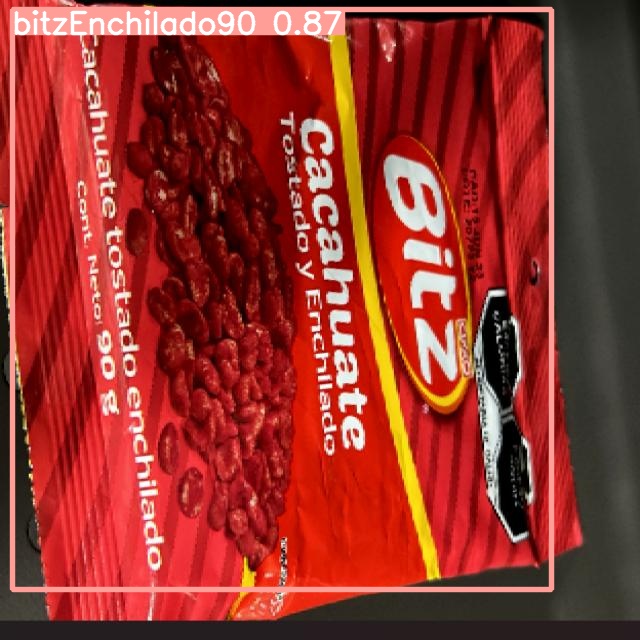 bitzEnchilado90 0.87
Bitz
Cacahuate
Tostado y Enchilado
Cacahuate tostado enchilado
Cont. Neto: 90 g